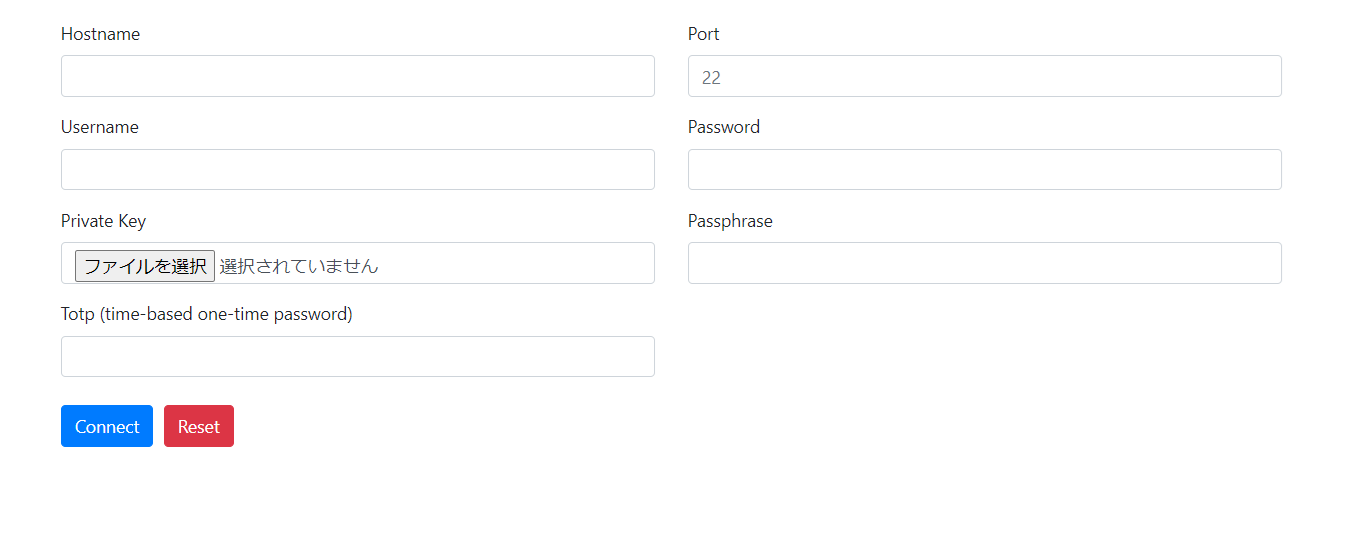 Hostname
Port
22
Username
Password
Private Key
Passphrase
ファイルを選択 選択されていません
Totp (time-based one-time password)
Connect
Reset